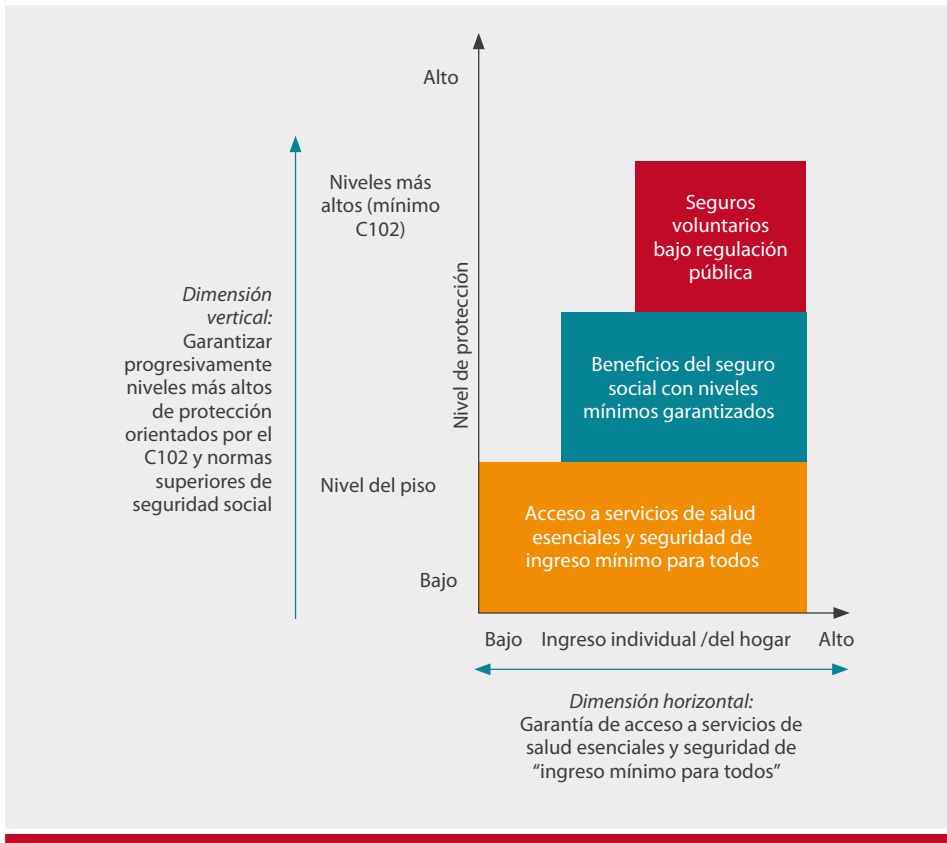 Alto
Niveles más
altos (mínimo
C102)
Dimensión
vertical:
Garantizar
progresivamente
niveles más altos
de protección
orientados por el
C102 y normas
superiores de
seguridad social
Nivel de protección
Nivel del piso
Bajo
Seguros
voluntarios
bajo regulación
pública
Beneficios del seguro
social con niveles
mínimos garantizados
Acceso a servicios de salud
esenciales y seguridad de
ingreso mínimo para todos
Bajo Ingreso individual /del hogar Alto
Dimensión horizontal:
Garantía de acceso a servicios de
salud esenciales y seguridad de
“ingreso mínimo para todos”